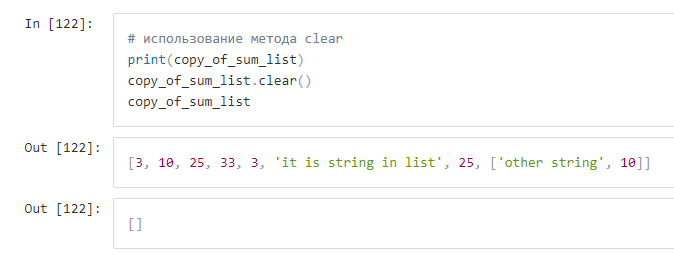 In [122]:
# использование метода clear
print(copy_of_sum_list)
copy_of_sum_list.clear()
copy_of_sum_list
Out [122]:
[3, 10, 25, 33, 3, 'it is string in list', 25, ['other string', 10]]
Out [122]:
[]